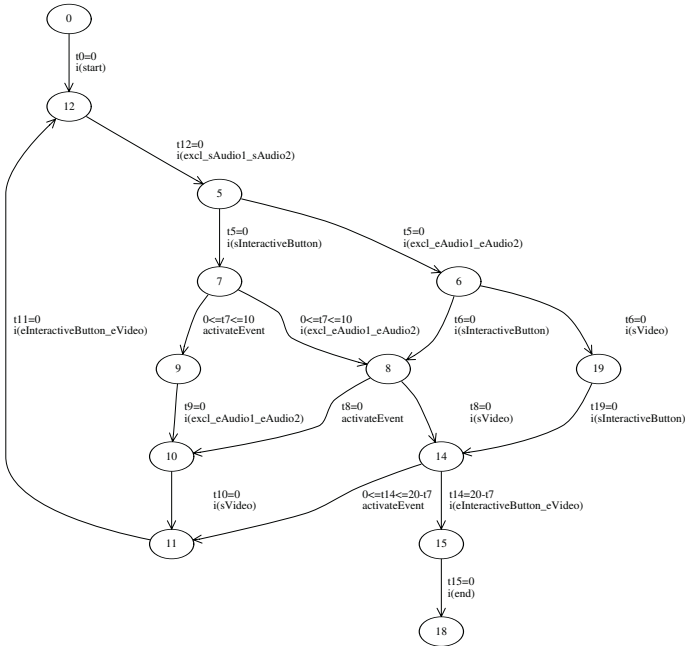 0
t0=0
i(start)
12
t12=0
i(excl_sAudio1_sAudio2)
5
t5=0
i(sInteractiveButton)
t5=0
i(excl_eAudio1_eAudio2)
7
6
t11=0
i(eInteractiveButton_eVideo)
0<=t7<=10
activateEvent
0<=t7<=10
i(excl_eAudio1_eAudio2)
t6=0
i(sInteractiveButton)
t6=0
i(sVideo)
9
8
19
t9=0
i(excl_eAudio1_eAudio2)
t8=0
activateEvent
t8=0
i(sVideo)
t19=0
i(sInteractiveButton)
10
14
t10=0
i(sVideo)
0<=t14<=20-t7
activateEvent
t14=20-t7
i(eInteractiveButton_eVideo)
11
15
t15=0
i(end)
18